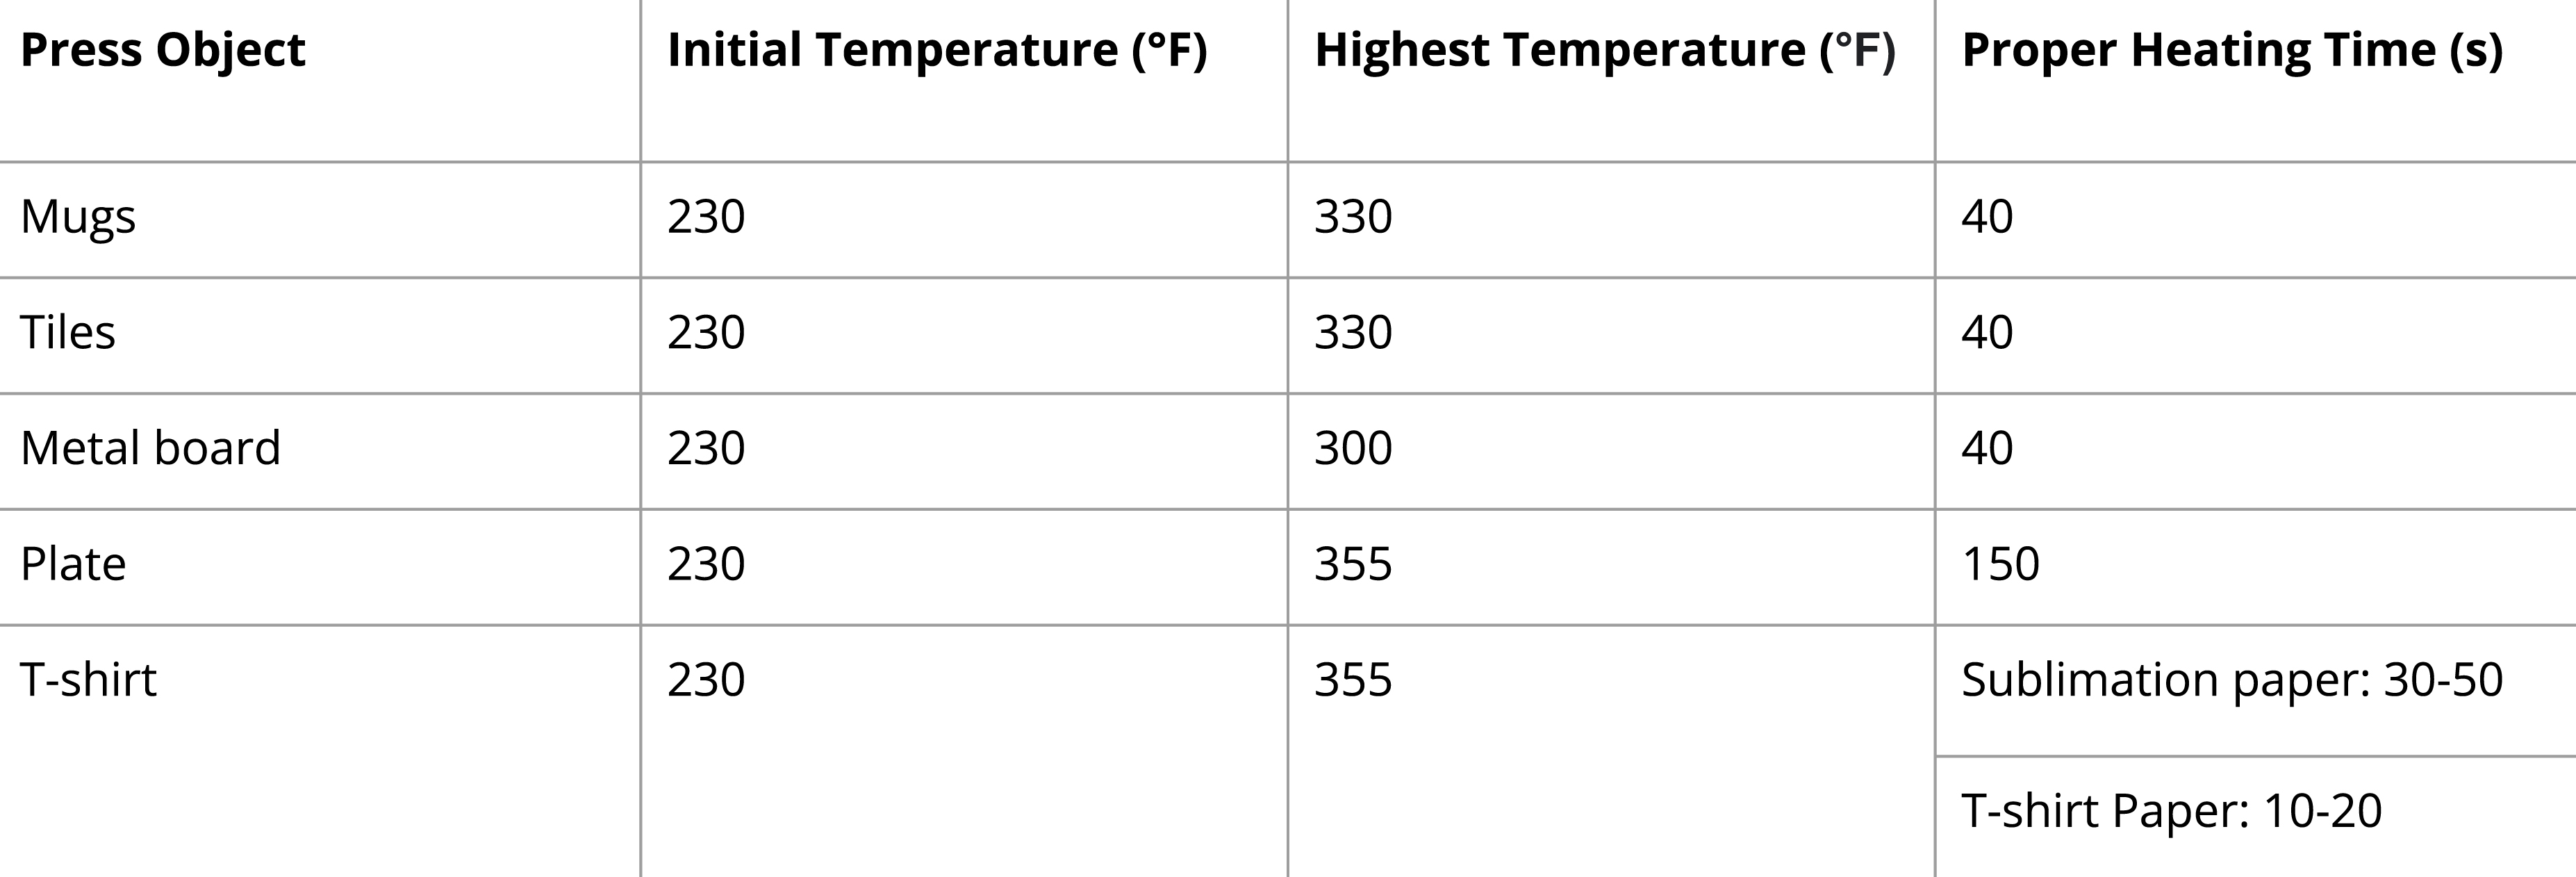 Press Object Initial Temperature (°F) Highest Temperature (°F) Proper Heating Time (s)
Mugs 230 330 40
Tiles 230 330 40
Metal board 230 300 40
Plate 230 355 150
T-shirt 230 355 Sublimation paper: 30-50
T-shirt Paper: 10-20